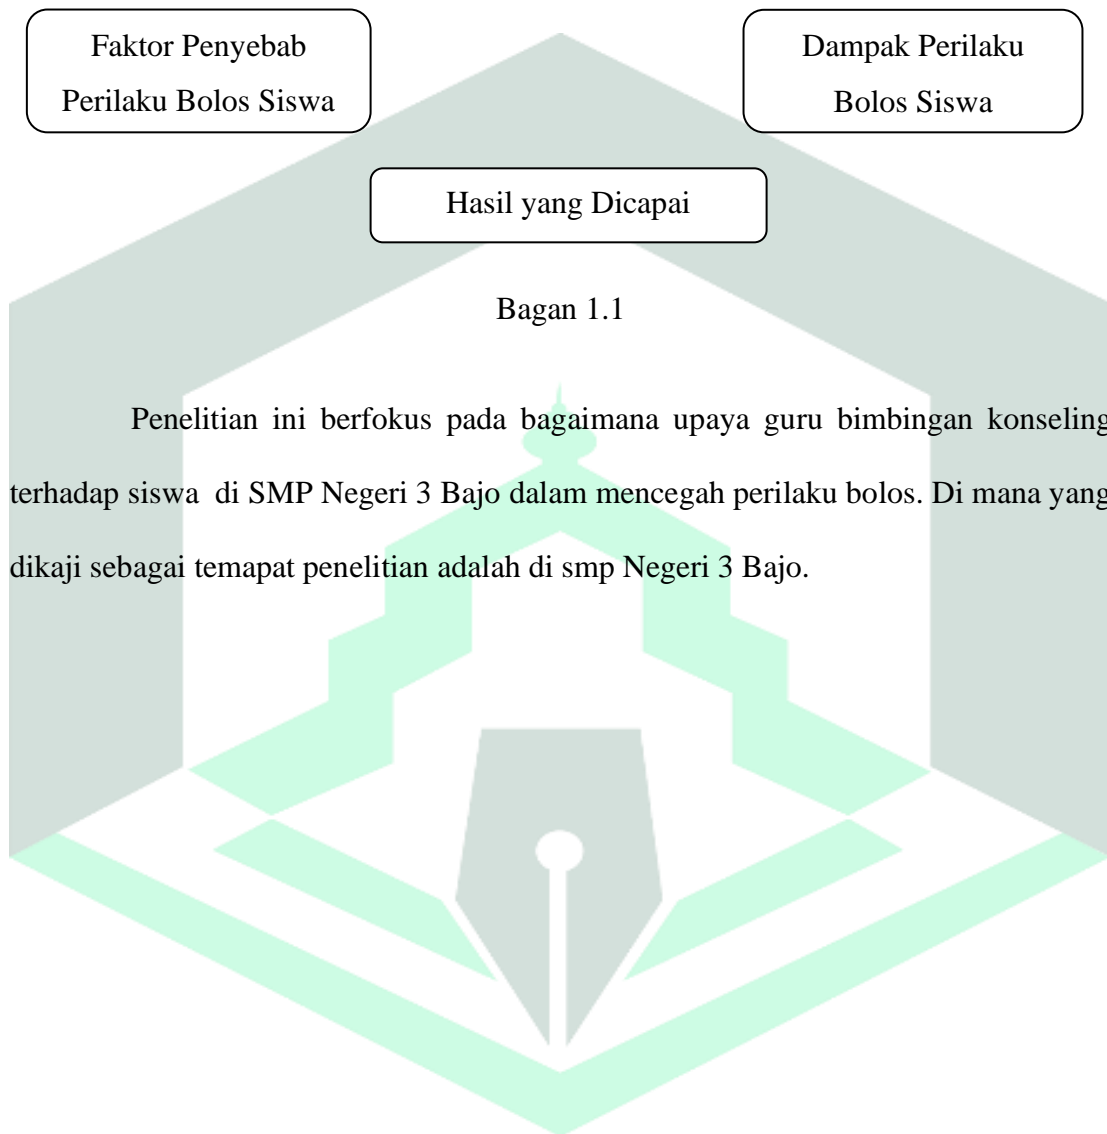 Faktor Penyebab
Perilaku Bolos Siswa
Dampak Perilaku
Bolos Siswa
Hasil yang Dicapai
Bagan 1.1
Penelitian ini berfokus pada bagaimana upaya guru bimbingan konseling
terhadap siswa di SMP Negeri 3 Bajo dalam mencegah perilaku bolos. Di mana yang
dikaji sebagai temapat penelitian adalah di smp Negeri 3 Bajo.